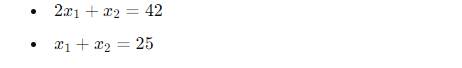 • 2x₁ + x₂ = 42
• x₁ + x₂ = 25